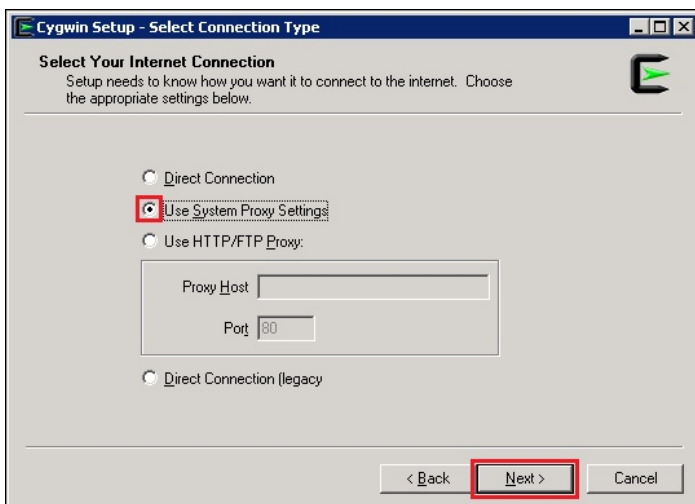 Cygwin Setup - Select Connection Type
Select Your Internet Connection
Setup needs to know how you want it to connect to the internet. Choose
the appropriate settings below.
Direct Connection
Use System Proxy Settings
Use HTTP/FTP Proxy:
Proxy Host
Port 80
Direct Connection (legacy
< Back Next > Cancel